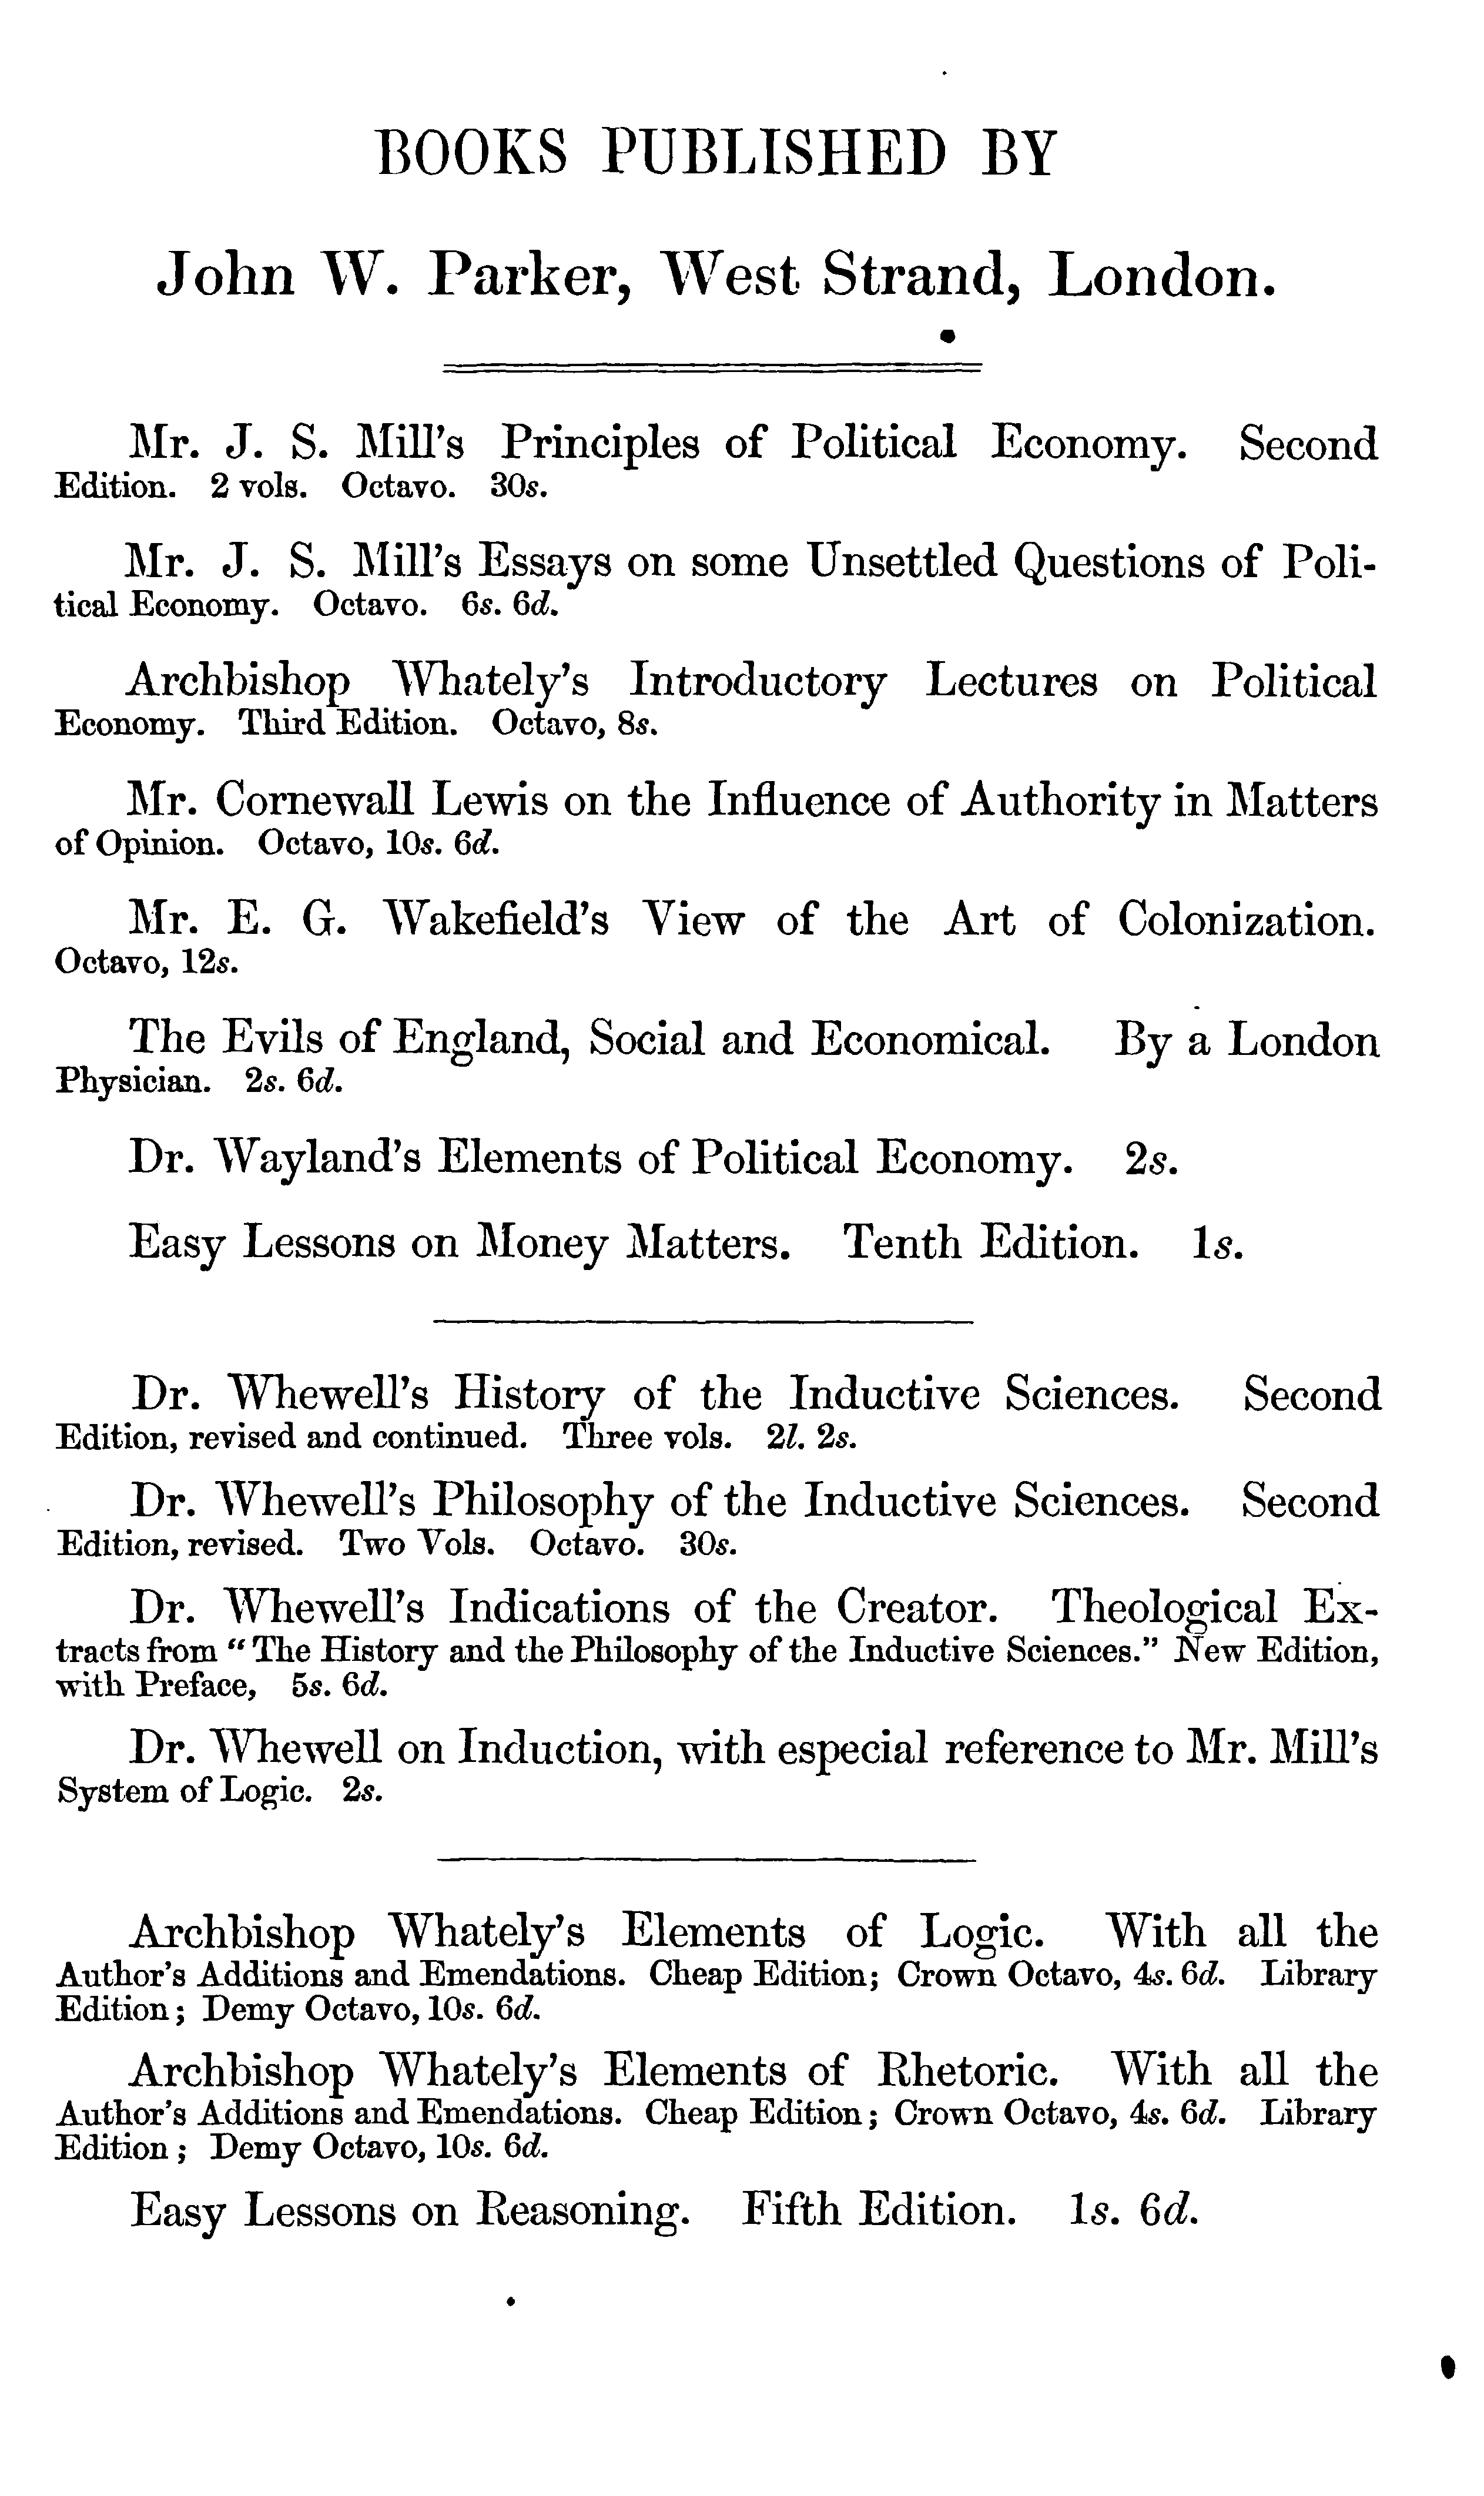 BOOKS PUBLISHED BY
John W. Parker, West Strand, London.
Mr. J. S. Mill's Principles of Political Economy. Second
Edition. 2 vols. Octavo. 30s.
Mr. J. S. Mill's Essays on some Unsettled Questions of Poli-
tical Economy. Octavo. 6s. 6d.
Archbishop Whately's Introductory Lectures on Political
Economy. Third Edition. Octavo, 8s.
Mr. Cornewall Lewis on the Influence of Authority in Matters
of Opinion. Octavo, 10s. 6d.
Mr. E. G. Wakefield's View of the Art of Colonization.
Octavo, 12s.
The Evils of England, Social and Economical. By a London
Physician. 2s. 6d.
Dr. Wayland's Elements of Political Economy. 2s.
Easy Lessons on Money Matters. Tenth Edition. 1s.
Dr. Whewell's History of the Inductive Sciences. Second
Edition, revised and continued. Three vols. 2l. 2s.
Dr. Whewell's Philosophy of the Inductive Sciences. Second
Edition, revised. Two Vols. Octavo. 30s.
Dr. Whewell's Indications of the Creator. Theological Ex-
tracts from "The History and the Philosophy of the Inductive Sciences." New Edition,
with Preface, 5s. 6d.
Dr. Whewell on Induction, with especial reference to Mr. Mill's
System of Logic. 2s.
Archbishop Whately's Elements of Logic. With all the
Author's Additions and Emendations. Cheap Edition; Crown Octavo, 4s. 6d. Library
Edition; Demy Octavo, 10s. 6d.
Archbishop Whately's Elements of Rhetoric. With all the
Author's Additions and Emendations. Cheap Edition; Crown Octavo, 4s. 6d. Library
Edition; Demy Octavo, 10s. 6d.
Easy Lessons on Reasoning. Fifth Edition. 1s. 6d.